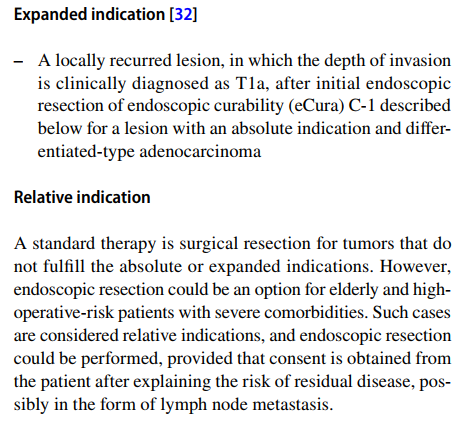 Expanded indication [32]
– A locally recurred lesion, in which the depth of invasion
is clinically diagnosed as T1a, after initial endoscopic
resection of endoscopic curability (eCura) C-1 described
below for a lesion with an absolute indication and differ-
entiated-type adenocarcinoma
Relative indication
A standard therapy is surgical resection for tumors that do
not fulfill the absolute or expanded indications. However,
endoscopic resection could be an option for elderly and high-
operative-risk patients with severe comorbidities. Such cases
are considered relative indications, and endoscopic resection
could be performed, provided that consent is obtained from
the patient after explaining the risk of residual disease, pos-
sibly in the form of lymph node metastasis.